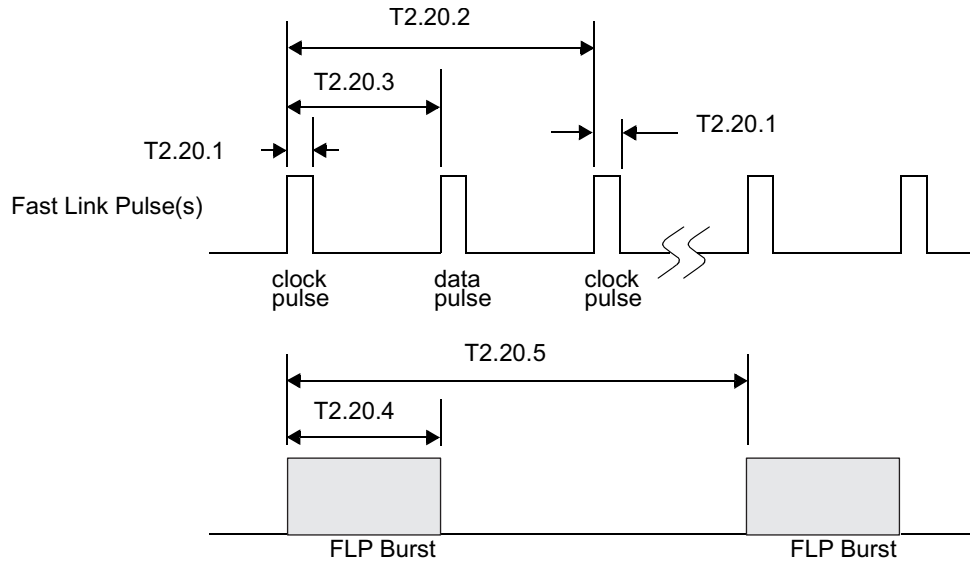 T2.20.2
T2.20.3
T2.20.1
T2.20.1
Fast Link Pulse(s)
clock
pulse
data
pulse
clock
pulse
T2.20.5
T2.20.4
FLP Burst
FLP Burst